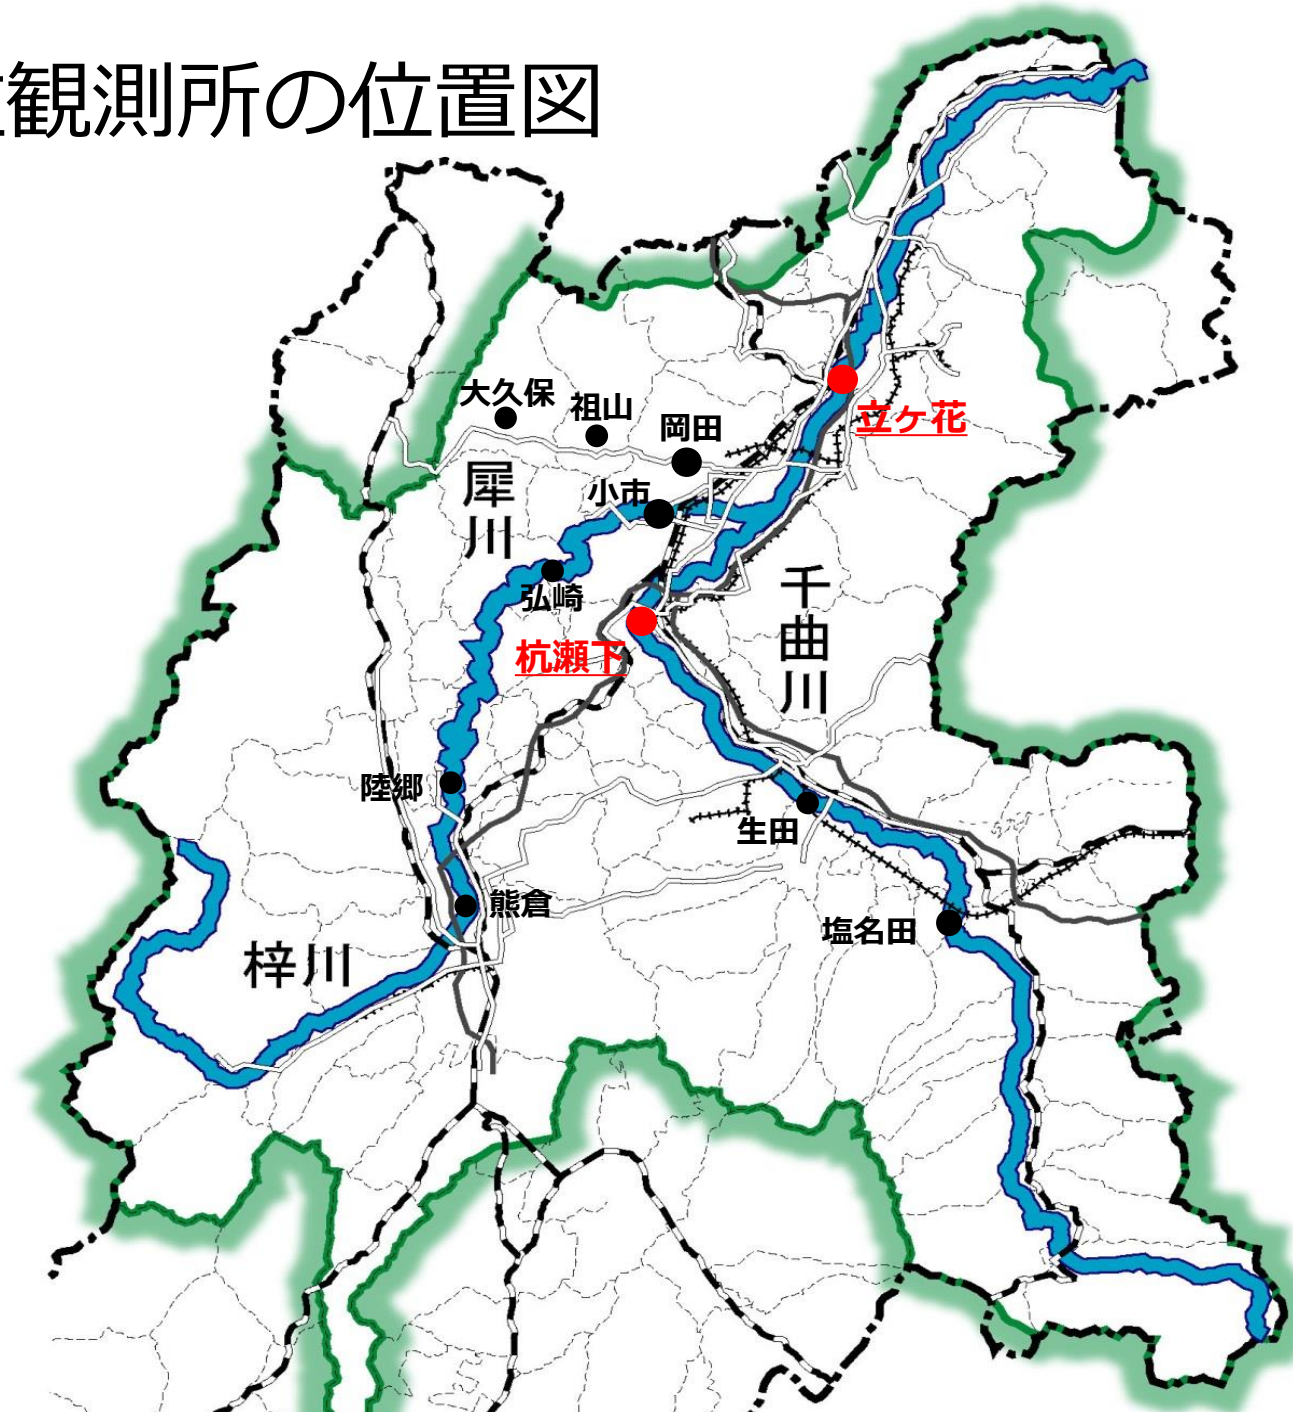 観測所の位置図
大久保
祖山
岡田
立ヶ花
小市
犀川
弘崎
千曲川
杭瀬下
陸郷
生田
熊倉
塩名田
梓川